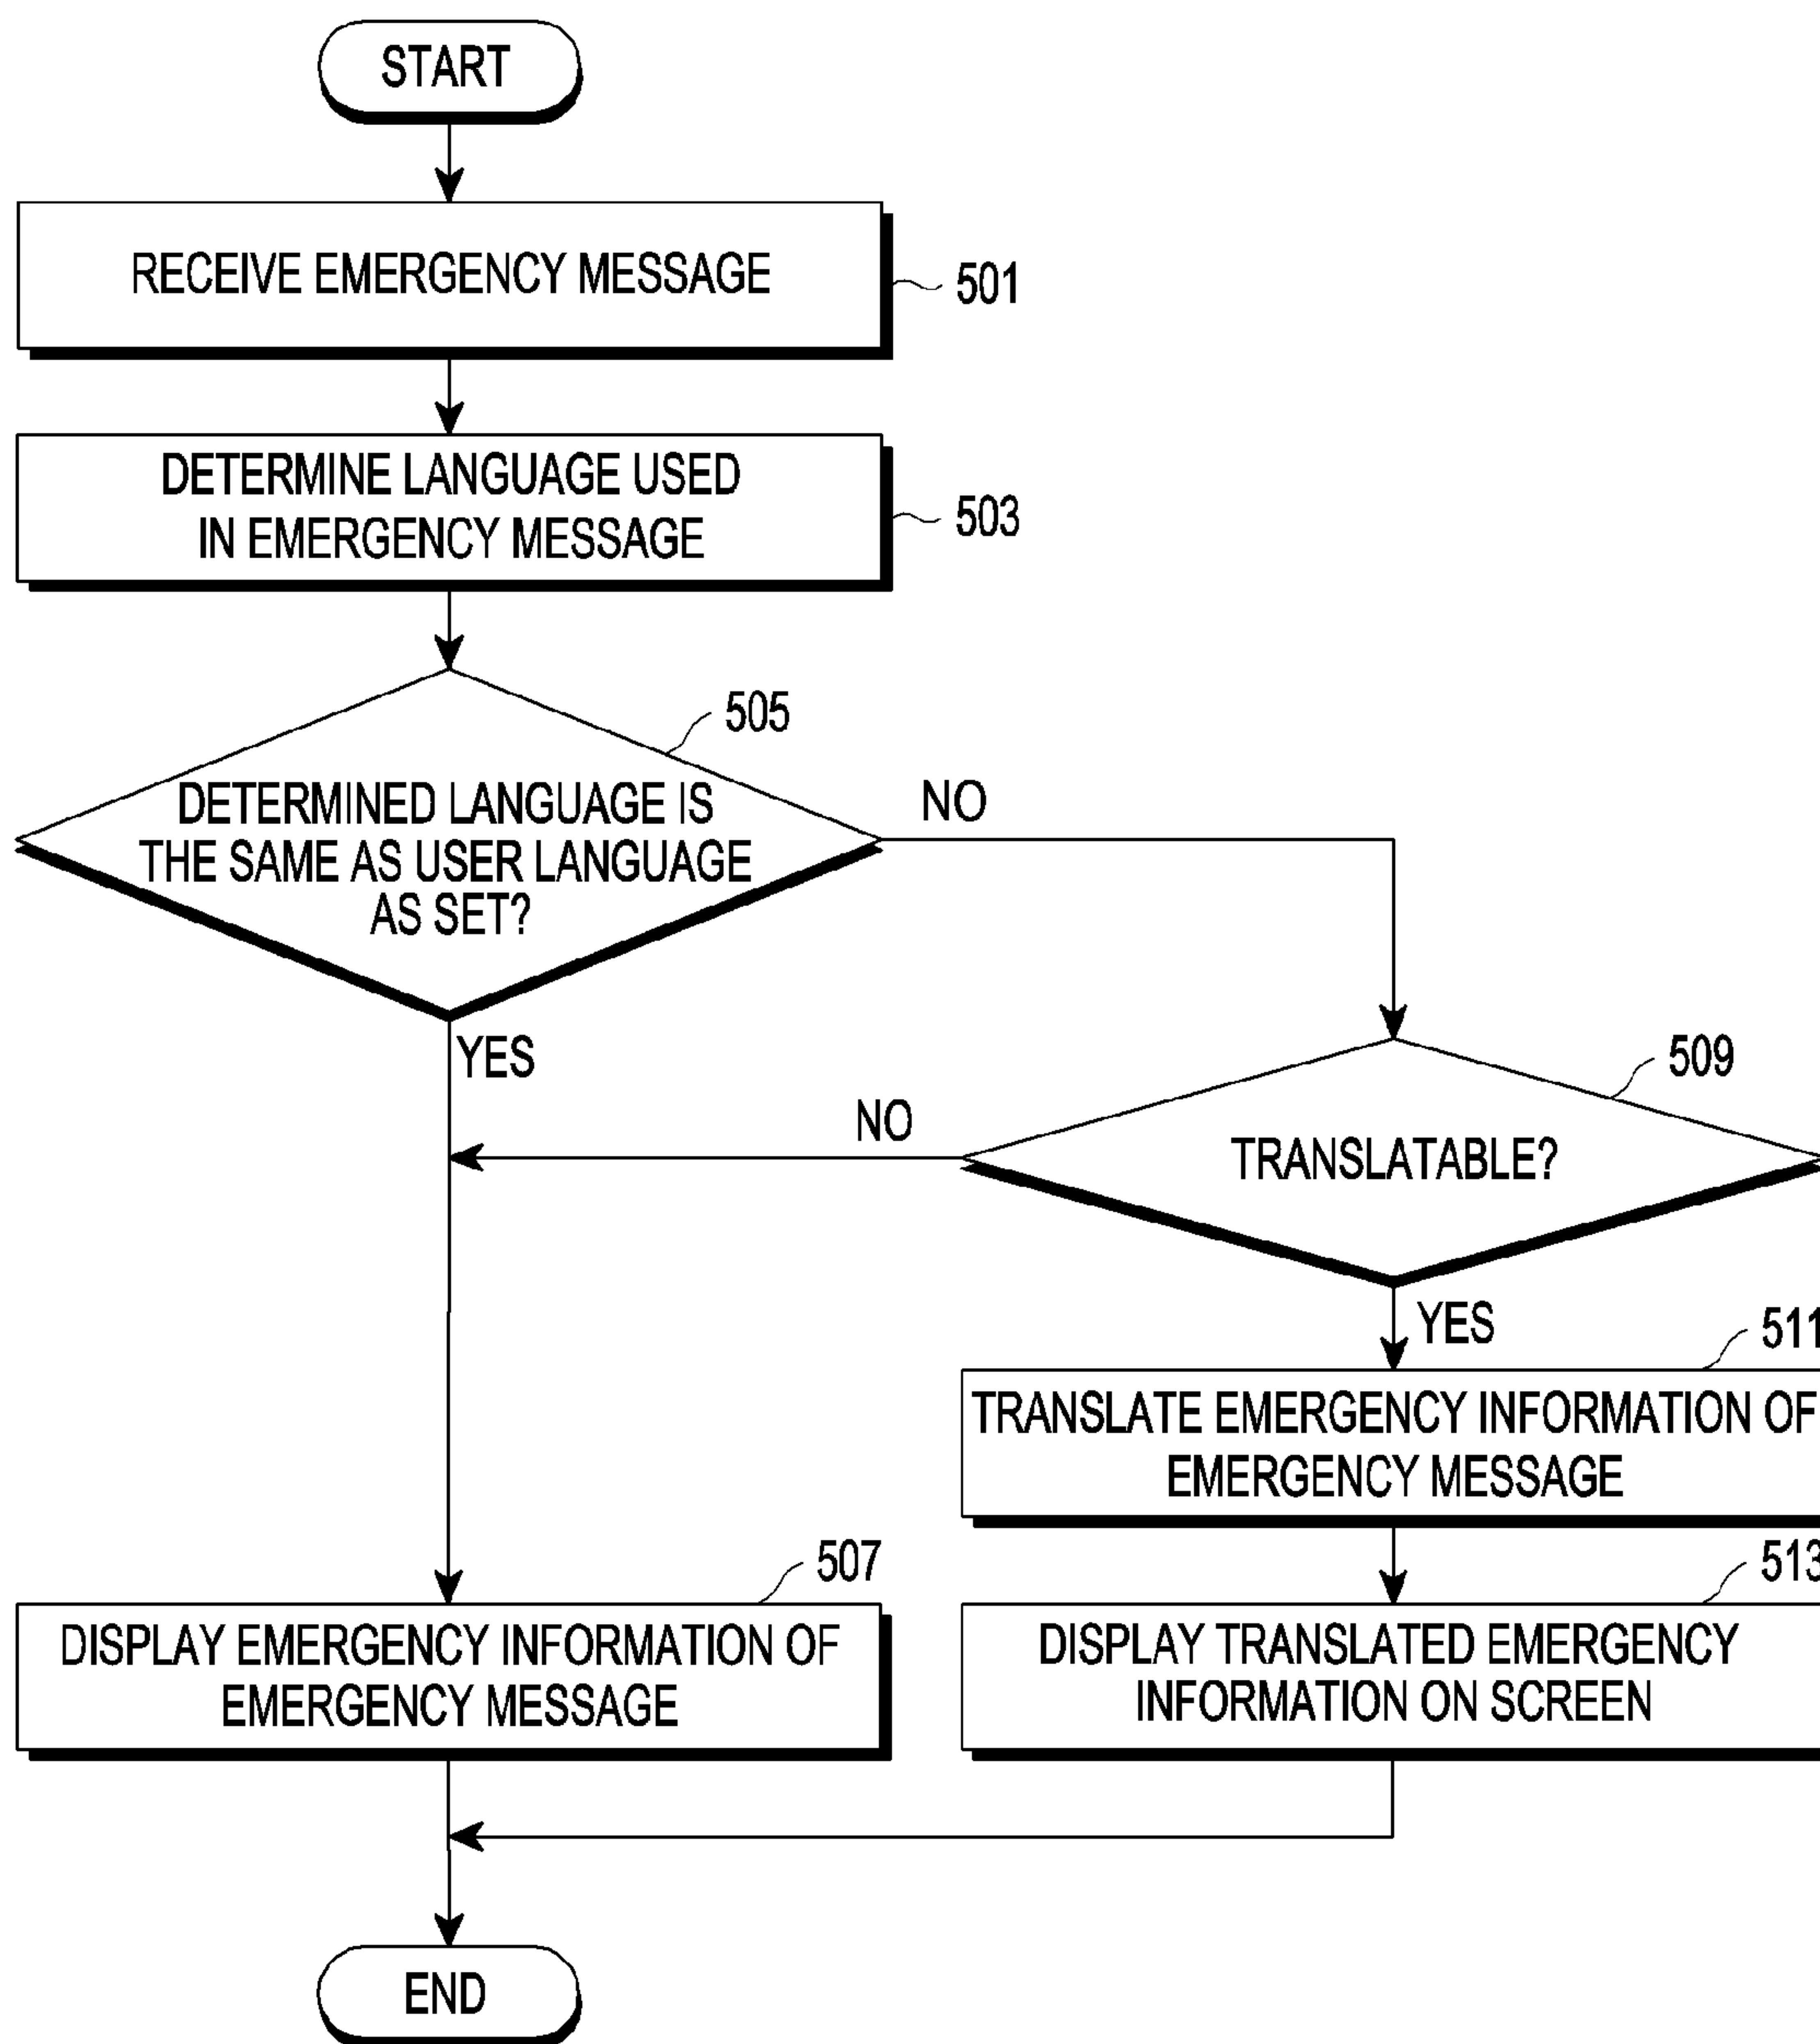 START
RECEIVE EMERGENCY MESSAGE
501
DETERMINE LANGUAGE USED
IN EMERGENCY MESSAGE
503
505
DETERMINED LANGUAGE IS
THE SAME AS USER LANGUAGE
AS SET?
NO
YES
509
TRANSLATABLE?
NO
YES
511
TRANSLATE EMERGENCY INFORMATION OF
EMERGENCY MESSAGE
507
DISPLAY EMERGENCY INFORMATION OF
EMERGENCY MESSAGE
513
DISPLAY TRANSLATED EMERGENCY
INFORMATION ON SCREEN
END